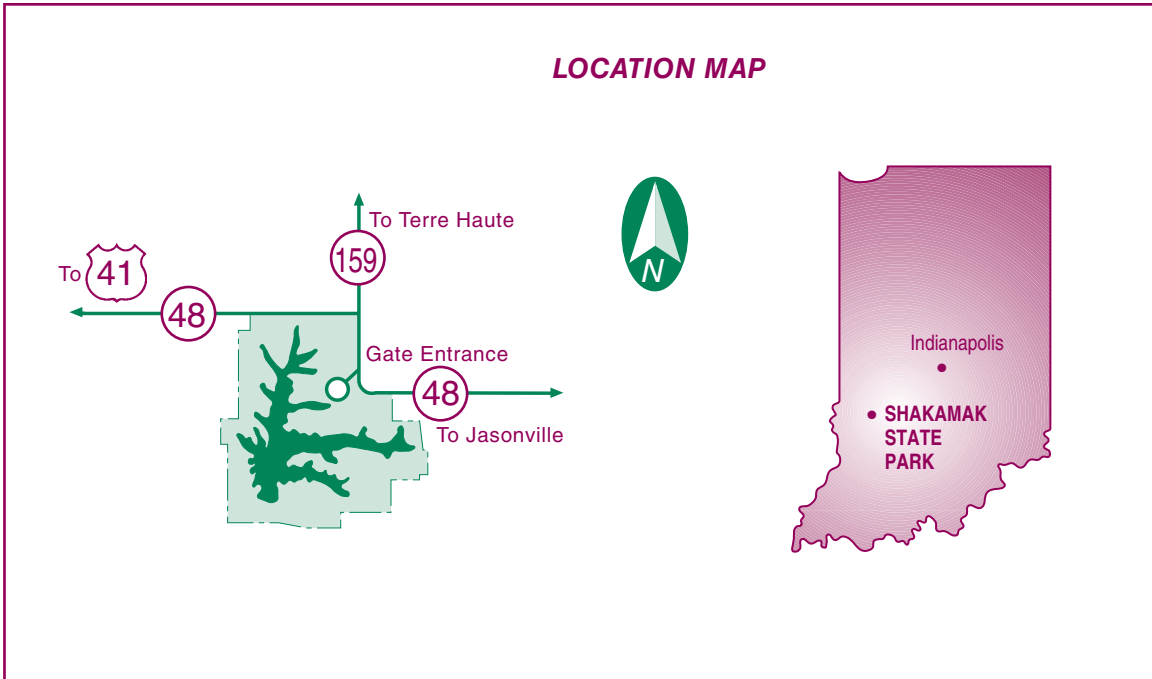 LOCATION MAP
To Terre Haute
159
To 41
48
N
Gate Entrance
48
To Jasonville
Indianapolis
SHAKAMAK
STATE
PARK